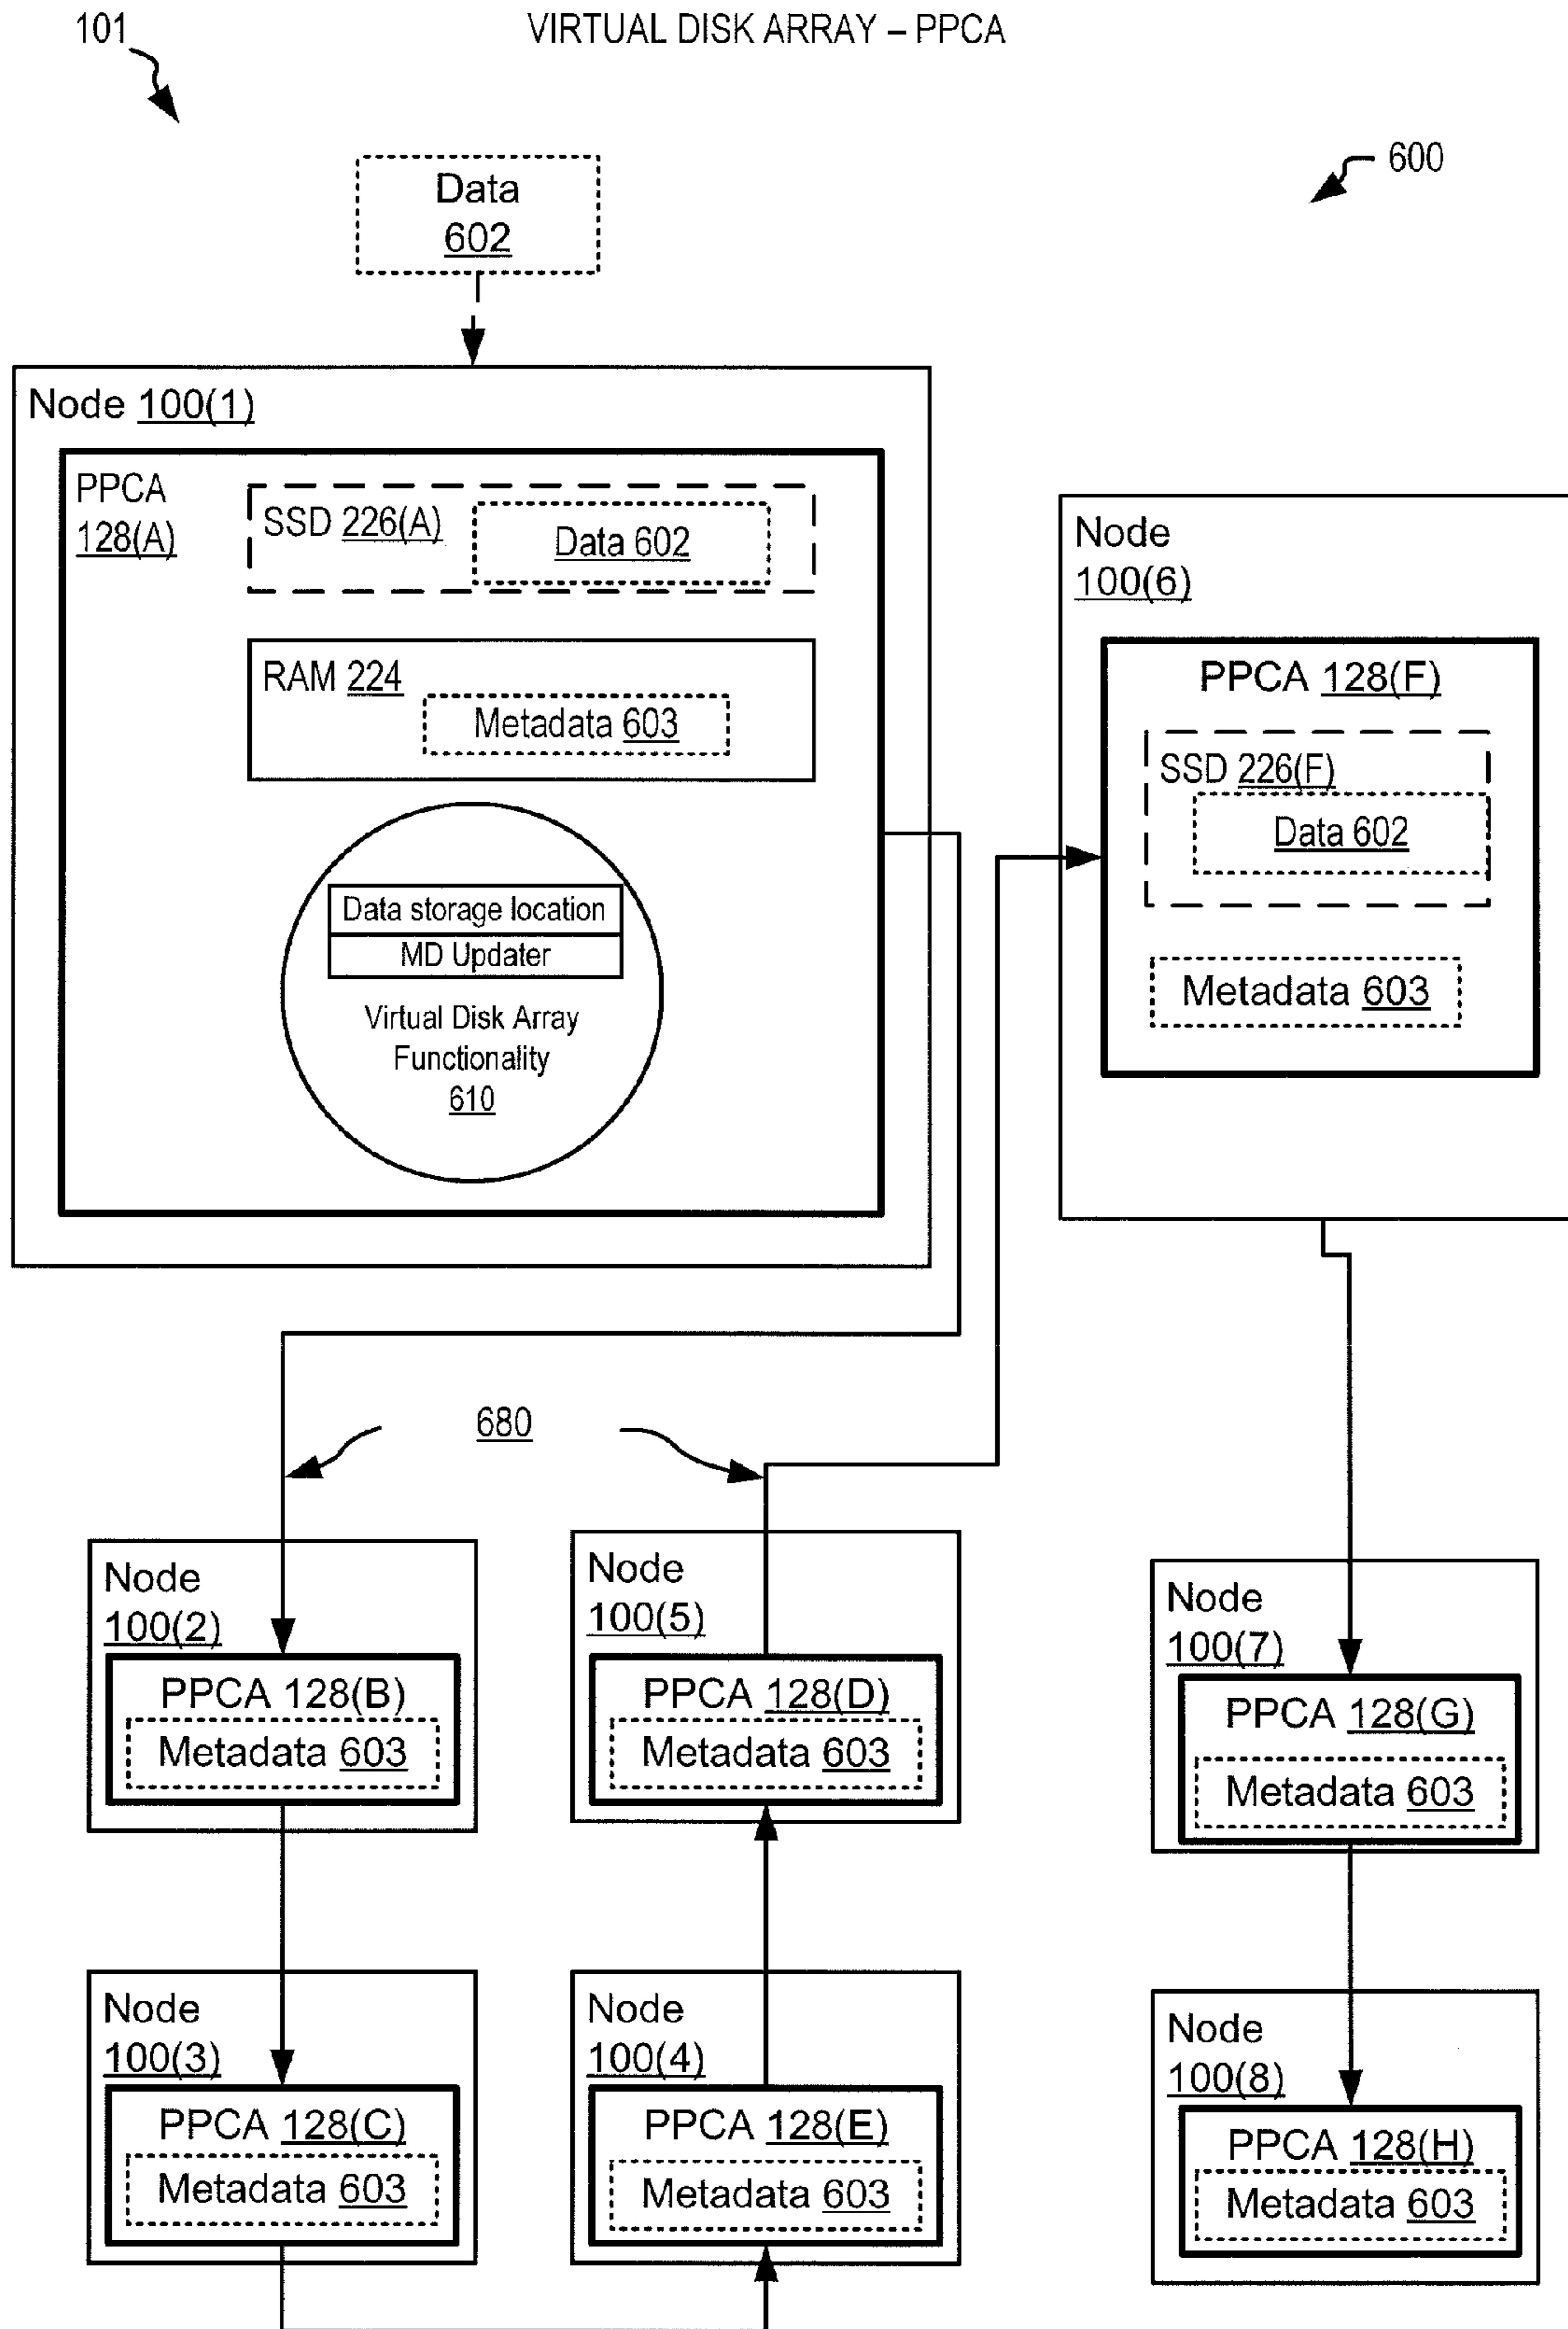 101
VIRTUAL DISK ARRAY – PPCA
600
Data
602
Node 100(1)
PPCA
128(A)
SSD 226(A)
Data 602
RAM 224
Metadata 603
Data storage location
MD Updater
Virtual Disk Array
Functionality
610
Node
100(6)
PPCA 128(F)
SSD 226(F)
Data 602
Metadata 603
680
Node
100(2)
PPCA 128(B)
Metadata 603
Node
100(5)
PPCA 128(D)
Metadata 603
Node
100(7)
PPCA 128(G)
Metadata 603
Node
100(3)
PPCA 128(C)
Metadata 603
Node
100(4)
PPCA 128(E)
Metadata 603
Node
100(8)
PPCA 128(H)
Metadata 603